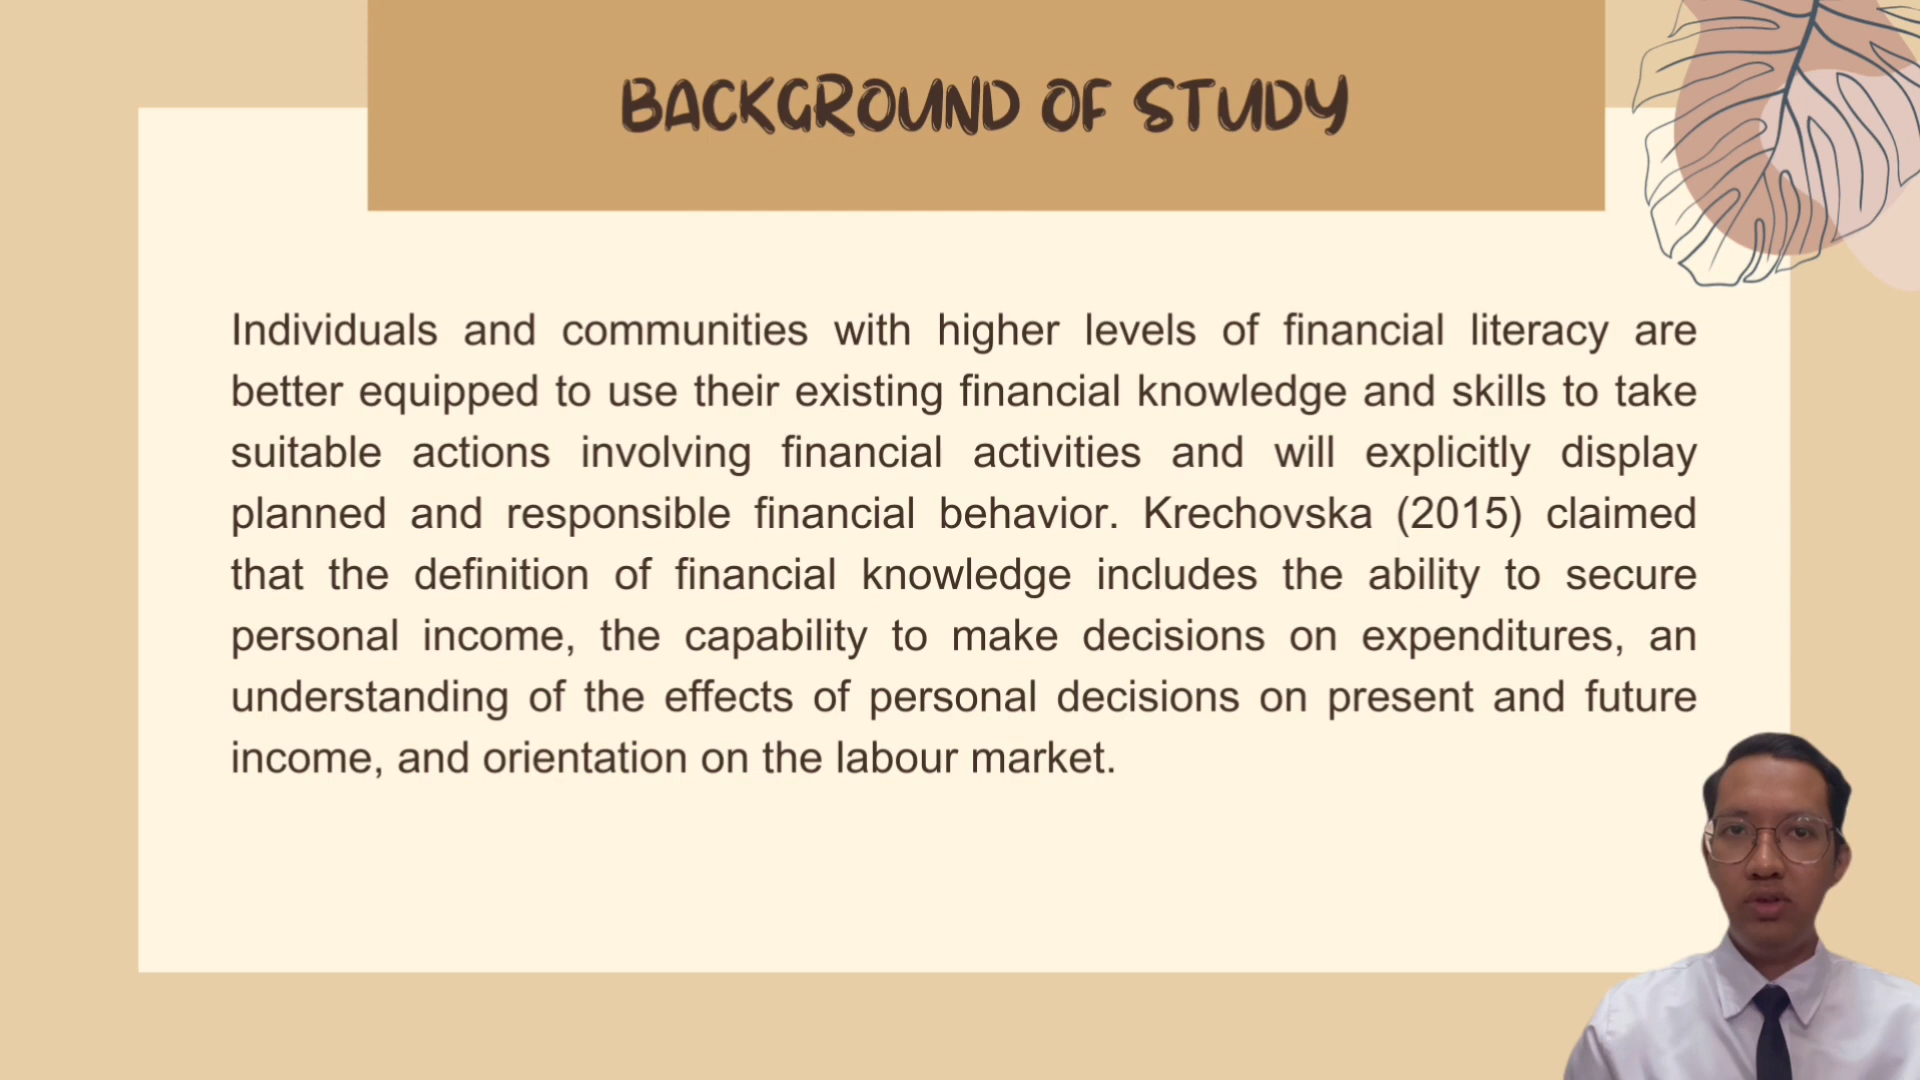 BACKGROUND OF STUDY
Individuals and communities with higher levels of financial literacy are
better equipped to use their existing financial knowledge and skills to take
suitable actions involving financial activities and will explicitly display
planned and responsible financial behavior. Krechovska (2015) claimed
that the definition of financial knowledge includes the ability to secure
personal income, the capability to make decisions on expenditures, an
understanding of the effects of personal decisions on present and future
income, and orientation on the labour market.